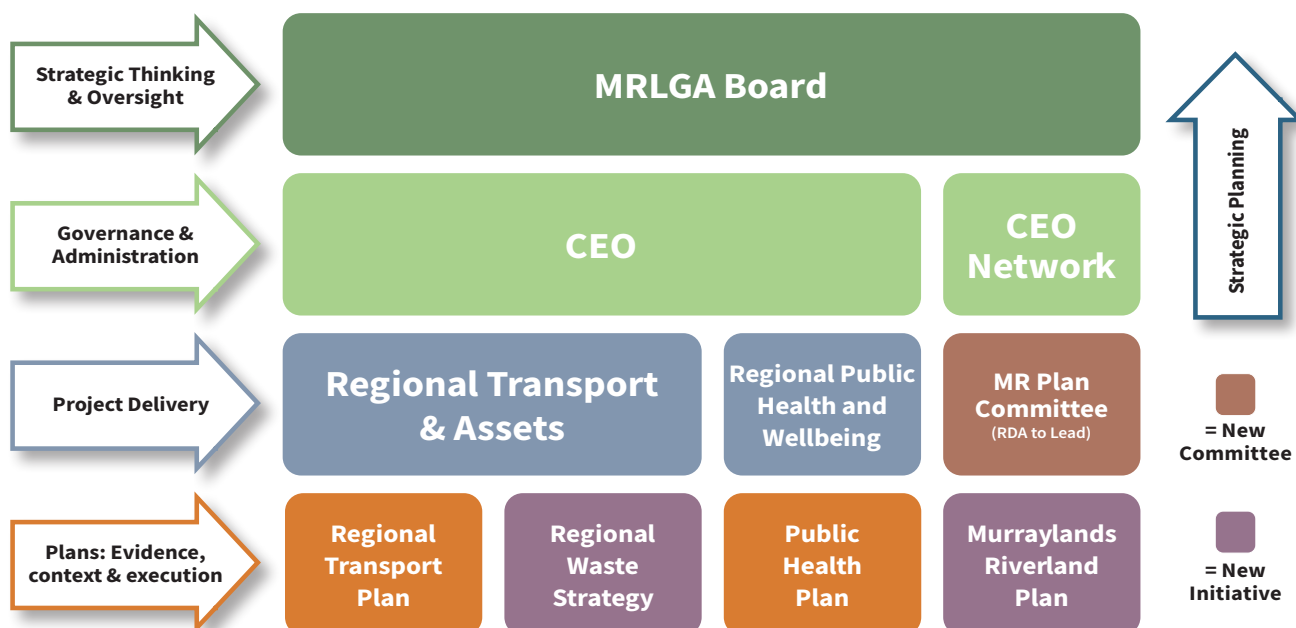 Strategic Thinking
& Oversight
MRLGA Board
Strategic Planning
Governance &
Administration
CEO
CEO
Network
Project Delivery
Regional Transport
& Assets
Regional Public
Health and
Wellbeing
MR Plan
Committee
(RDA to Lead)
= New
Committee
Plans: Evidence,
context & execution
Regional
Transport
Plan
Regional
Waste
Strategy
Public
Health
Plan
Murraylands
Riverland
Plan
= New
Initiative